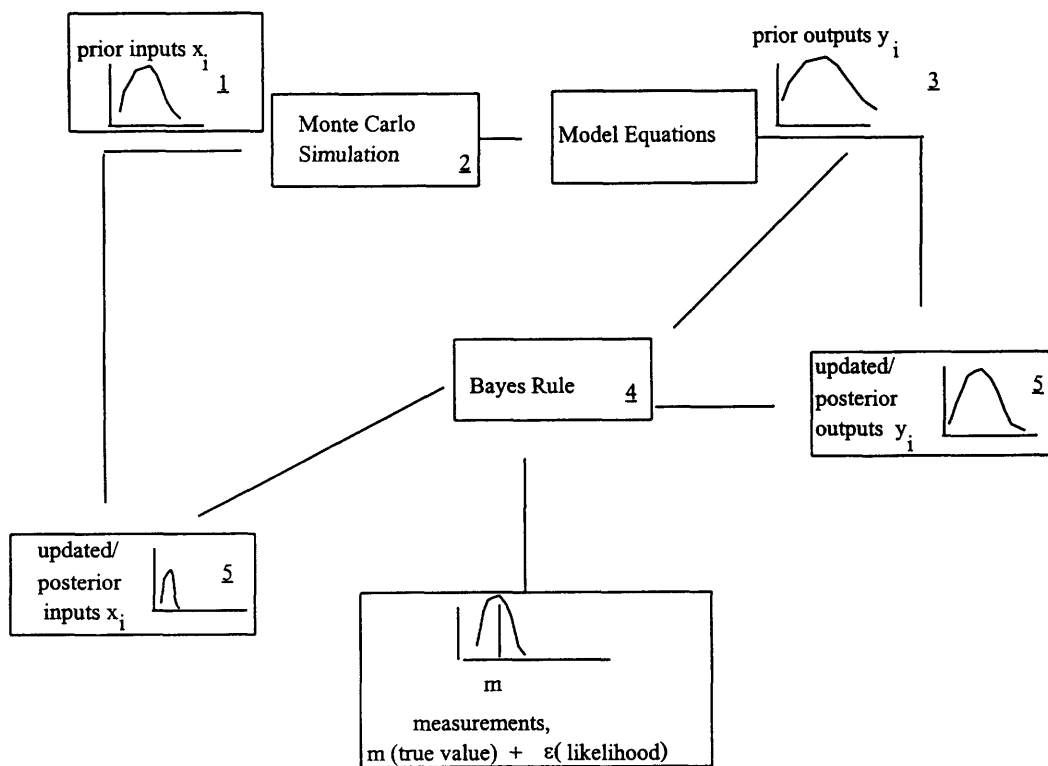 prior inputs x_i
1
Monte Carlo
Simulation
2
Model Equations
prior outputs y_i
3
Bayes Rule
4
updated/
posterior
outputs y_i
5
updated/
posterior
inputs x_i
5
m
measurements,
m (true value) + ε( likelihood)